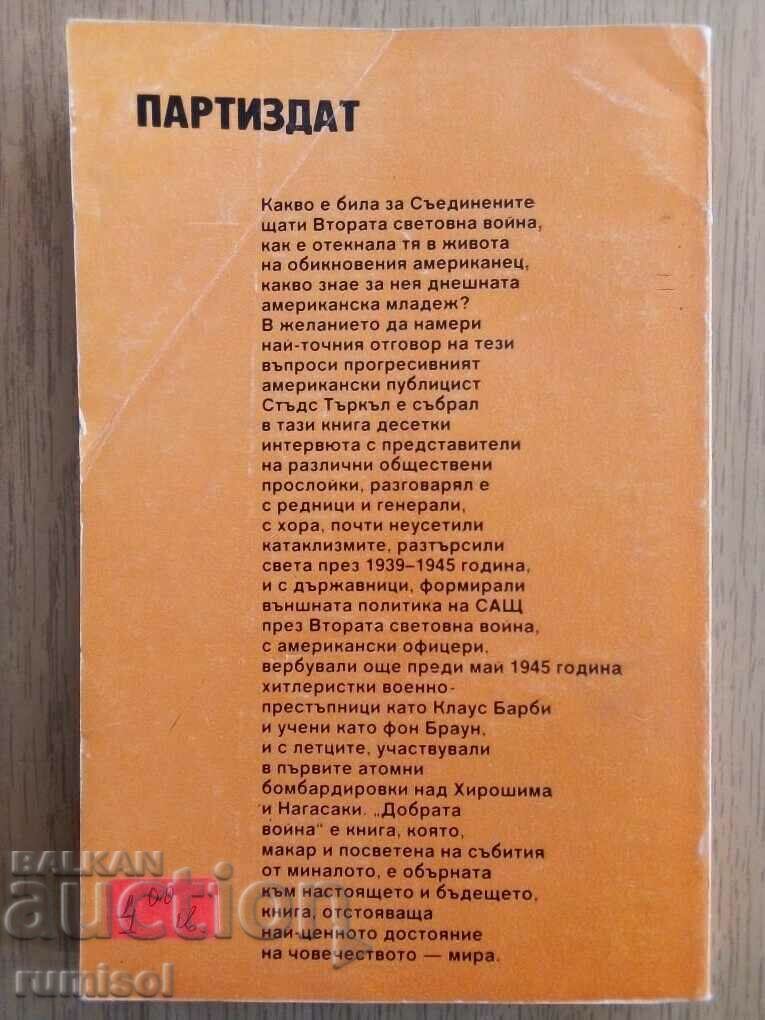 ПАРТИЗДАТ
Какво е била за Съединените
щати Втората световна война,
как е отекнала тя в живота
на обикновения американец,
какво знае за нея днешната
американска младеж?
В желанието да намери
най-точния отговор на тези
въпроси прогресивният
американски публицист
Стъдс Търкъл е събрал
в тази книга десетки
интервюта с представители
на различни обществени
прослойки, разговарял е
с редници и генерали,
с хора, почти неусетили
катаклизмите, разтърсили
света през 1939–1945 година,
и с държавници, формирали
външната политика на САЩ
през Втората световна война,
с американски офицери,
вербували още преди май 1945 година
хитлеристки военно-
престъпници като Клаус Барби
и учени като фон Браун,
и с летците, участвували
в първите атомни
бомбардировки над Хирошима
и Нагасаки. „Добрата
война“ е книга, която,
макар и посветена на събития
от миналото, е обърната
към настоящето и бъдещето,
книга, отстояваща
най-ценното достояние
на човечеството — мира.
BALKAN
auction
rumisol